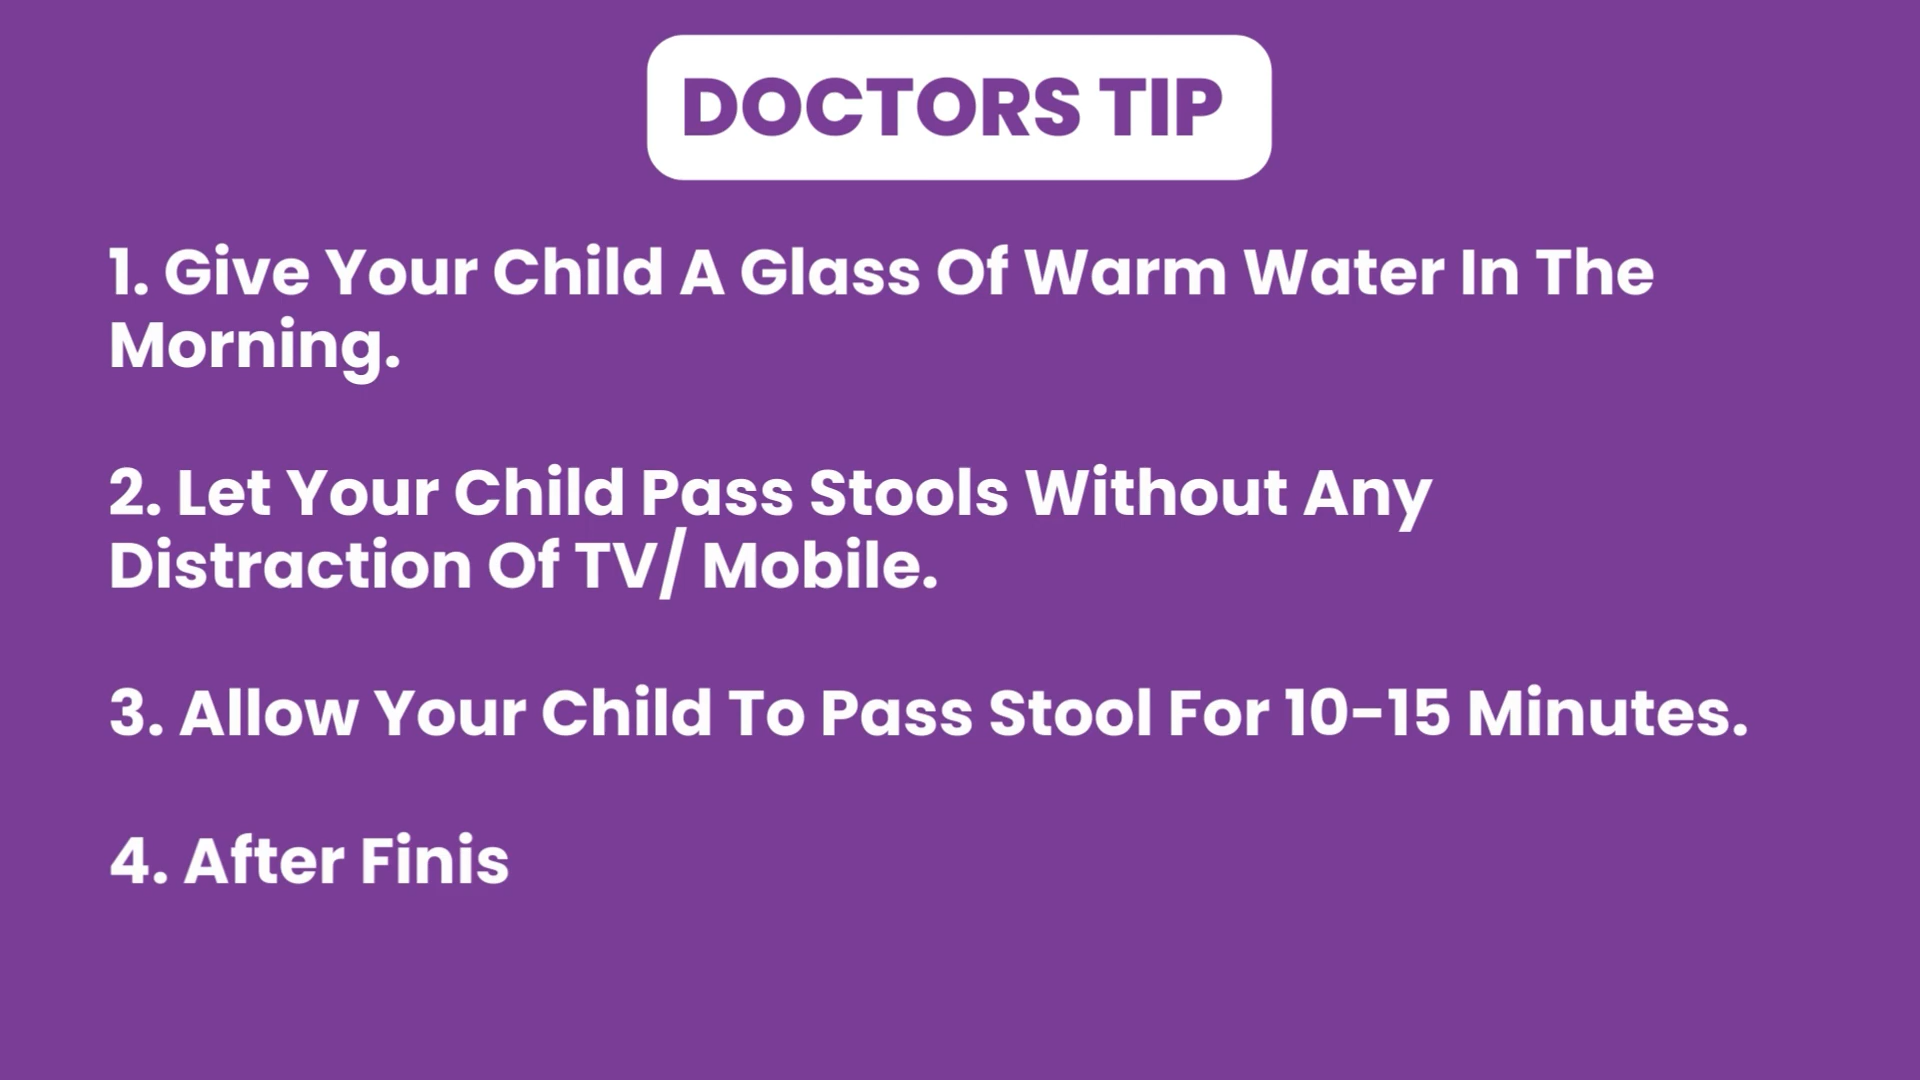 DOCTORS TIP
1. Give Your Child A Glass Of Warm Water In The
Morning.
2. Let Your Child Pass Stools Without Any
Distraction Of TV/ Mobile.
3. Allow Your Child To Pass Stool For 10-15 Minutes.
4. After Finis